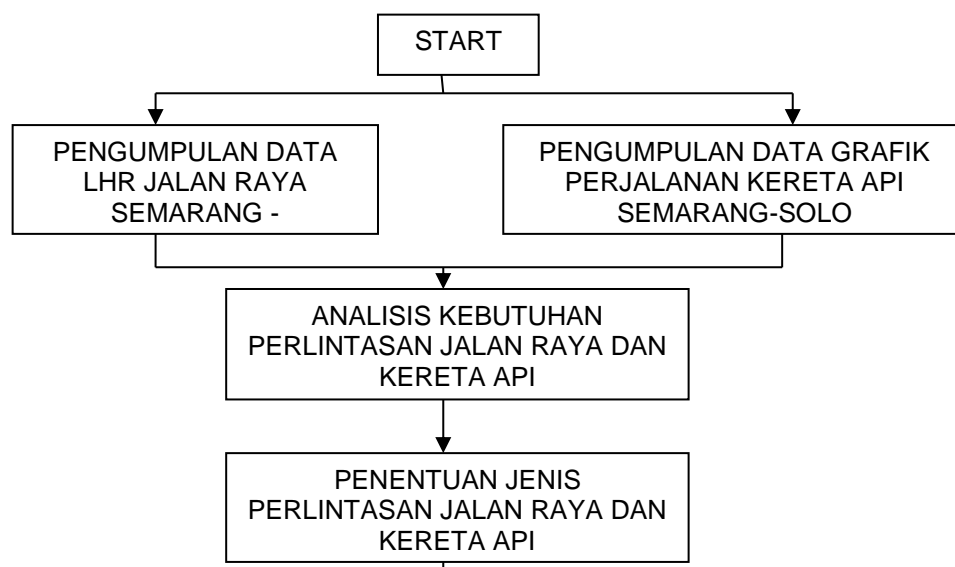 START
PENGUMPULAN DATA
LHR JALAN RAYA
SEMARANG -
PENGUMPULAN DATA GRAFIK
PERJALANAN KERETA API
SEMARANG-SOLO
ANALISIS KEBUTUHAN
PERLINTASAN JALAN RAYA DAN
KERETA API
PENENTUAN JENIS
PERLINTASAN JALAN RAYA DAN
KERETA API